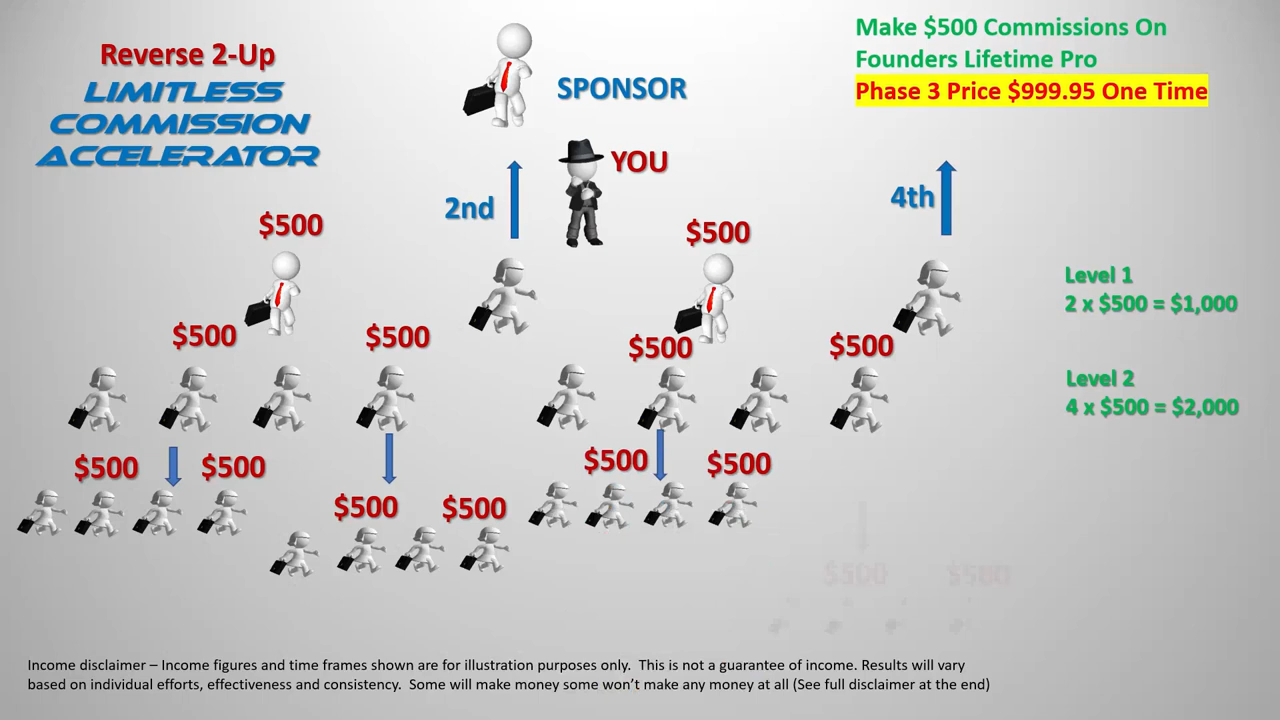 Reverse 2-Up
LIMITLESS
COMMISSION
ACCELERATOR
SPONSOR
YOU
Make $500 Commissions On
Founders Lifetime Pro
Phase 3 Price $999.95 One Time
2nd
4th
$500
$500
Level 1
2 x $500 = $1,000
$500
$500
$500
$500
Level 2
4 x $500 = $2,000
$500
$500
$500
$500
$500
$500
$500
$500
Income disclaimer – Income figures and time frames shown are for illustration purposes only.  This is not a guarantee of income. Results will vary
based on individual efforts, effectiveness and consistency.  Some will make money some won't make any money at all (See full disclaimer at the end)